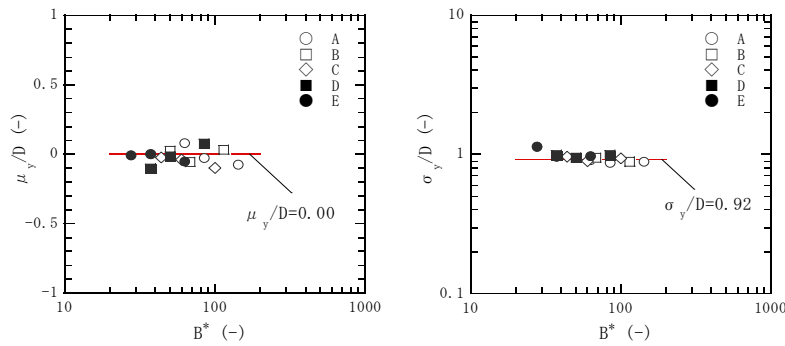 1
0.5
0
-0.5
-1
μ y/D (-)
A
B
C
D
E
μ y/D=0.00
10
100
1000
B* (-)
10
1
0.1
σ y/D (-)
A
B
C
D
E
σ y/D=0.92
10
100
1000
B* (-)